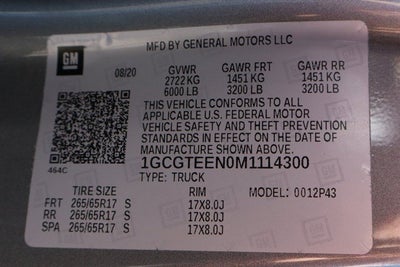 GM
MFD BY GENERAL MOTORS LLC
08/20 GVWR GAWR FRT GAWR RR
2722 KG 1451 KG 1451 KG
6000 LB 3200 LB 3200 LB
THIS VEHICLE CONFORMS TO ALL
APPLICABLE U.S. FEDERAL MOTOR
VEHICLE SAFETY AND THEFT PREVENTION
STANDARDS IN EFFECT ON THE DATE OF
MANUFACTURE SHOWN ABOVE.
464C 1GCGTEEN0M1114300
TYPE: TRUCK
TIRE SIZE RIM MODEL: 0012P43
FRT 265/65R17 S 17X8.0J
RR 265/65R17 S 17X8.0J
SPA 265/65R17 S 17X8.0J